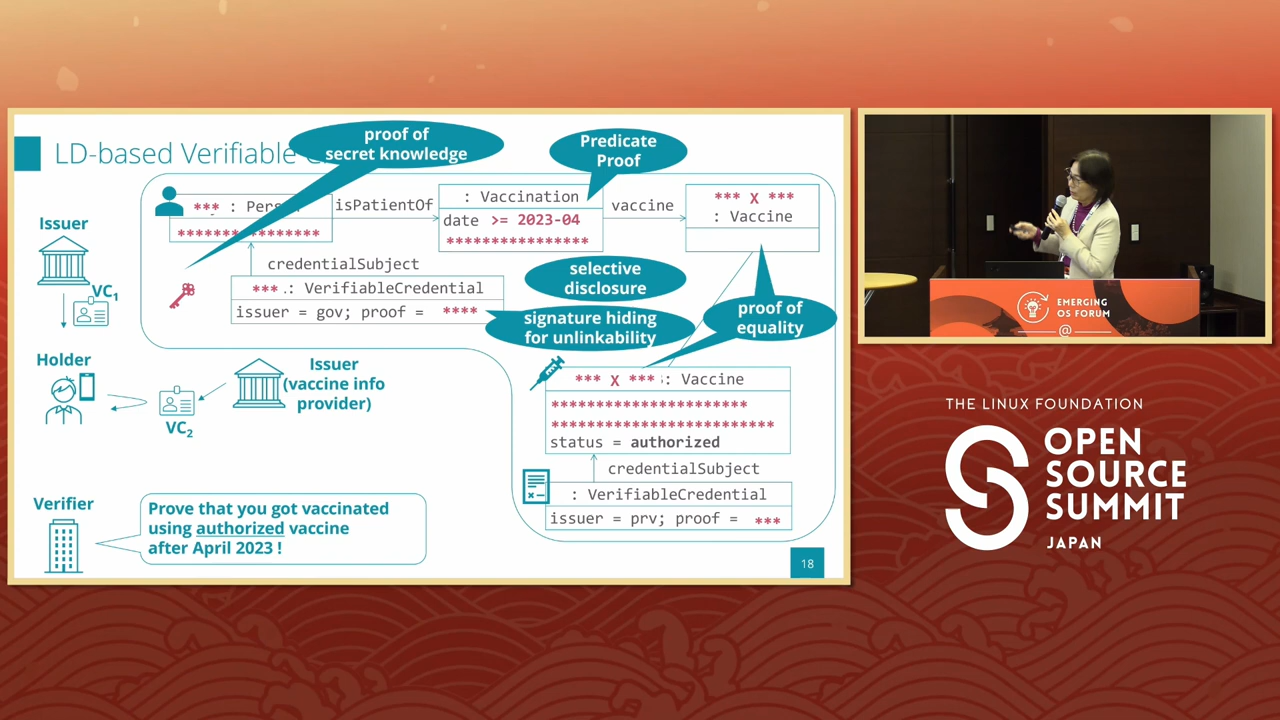 LD-based Verifiable
proof of
secret knowledge
Predicate
Proof
*** : Pers
***************
isPatientOf
: Vaccination
date >= 2023-04
****************
vaccine
*** X ***
: Vaccine
credentialSubject
*** : VerifiableCredential
issuer = gov; proof = ****
selective
disclosure
signature hiding
for unlinkability
proof of
equality
Issuer
VC1
Holder
Issuer
(vaccine info
provider)
VC2
*** X *** : Vaccine
**********************
*************************
status = authorized
credentialSubject
: VerifiableCredential
issuer = prv; proof = ***
Verifier
Prove that you got vaccinated
using authorized vaccine
after April 2023 !
18
EMERGING
OS FORUM
@
THE LINUX FOUNDATION
OPEN
SOURCE
SUMMIT
JAPAN